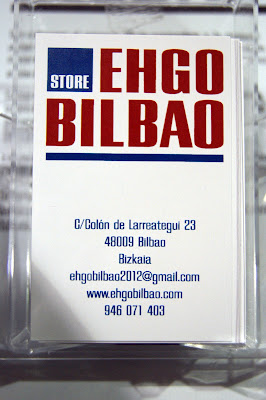 STORE EHGO
BILBAO
C/Colón de Larreategui 23
48009 Bilbao
Bizkaia
ehgobilbao2012@gmail.com
www.ehgobilbao.com
946 071 403